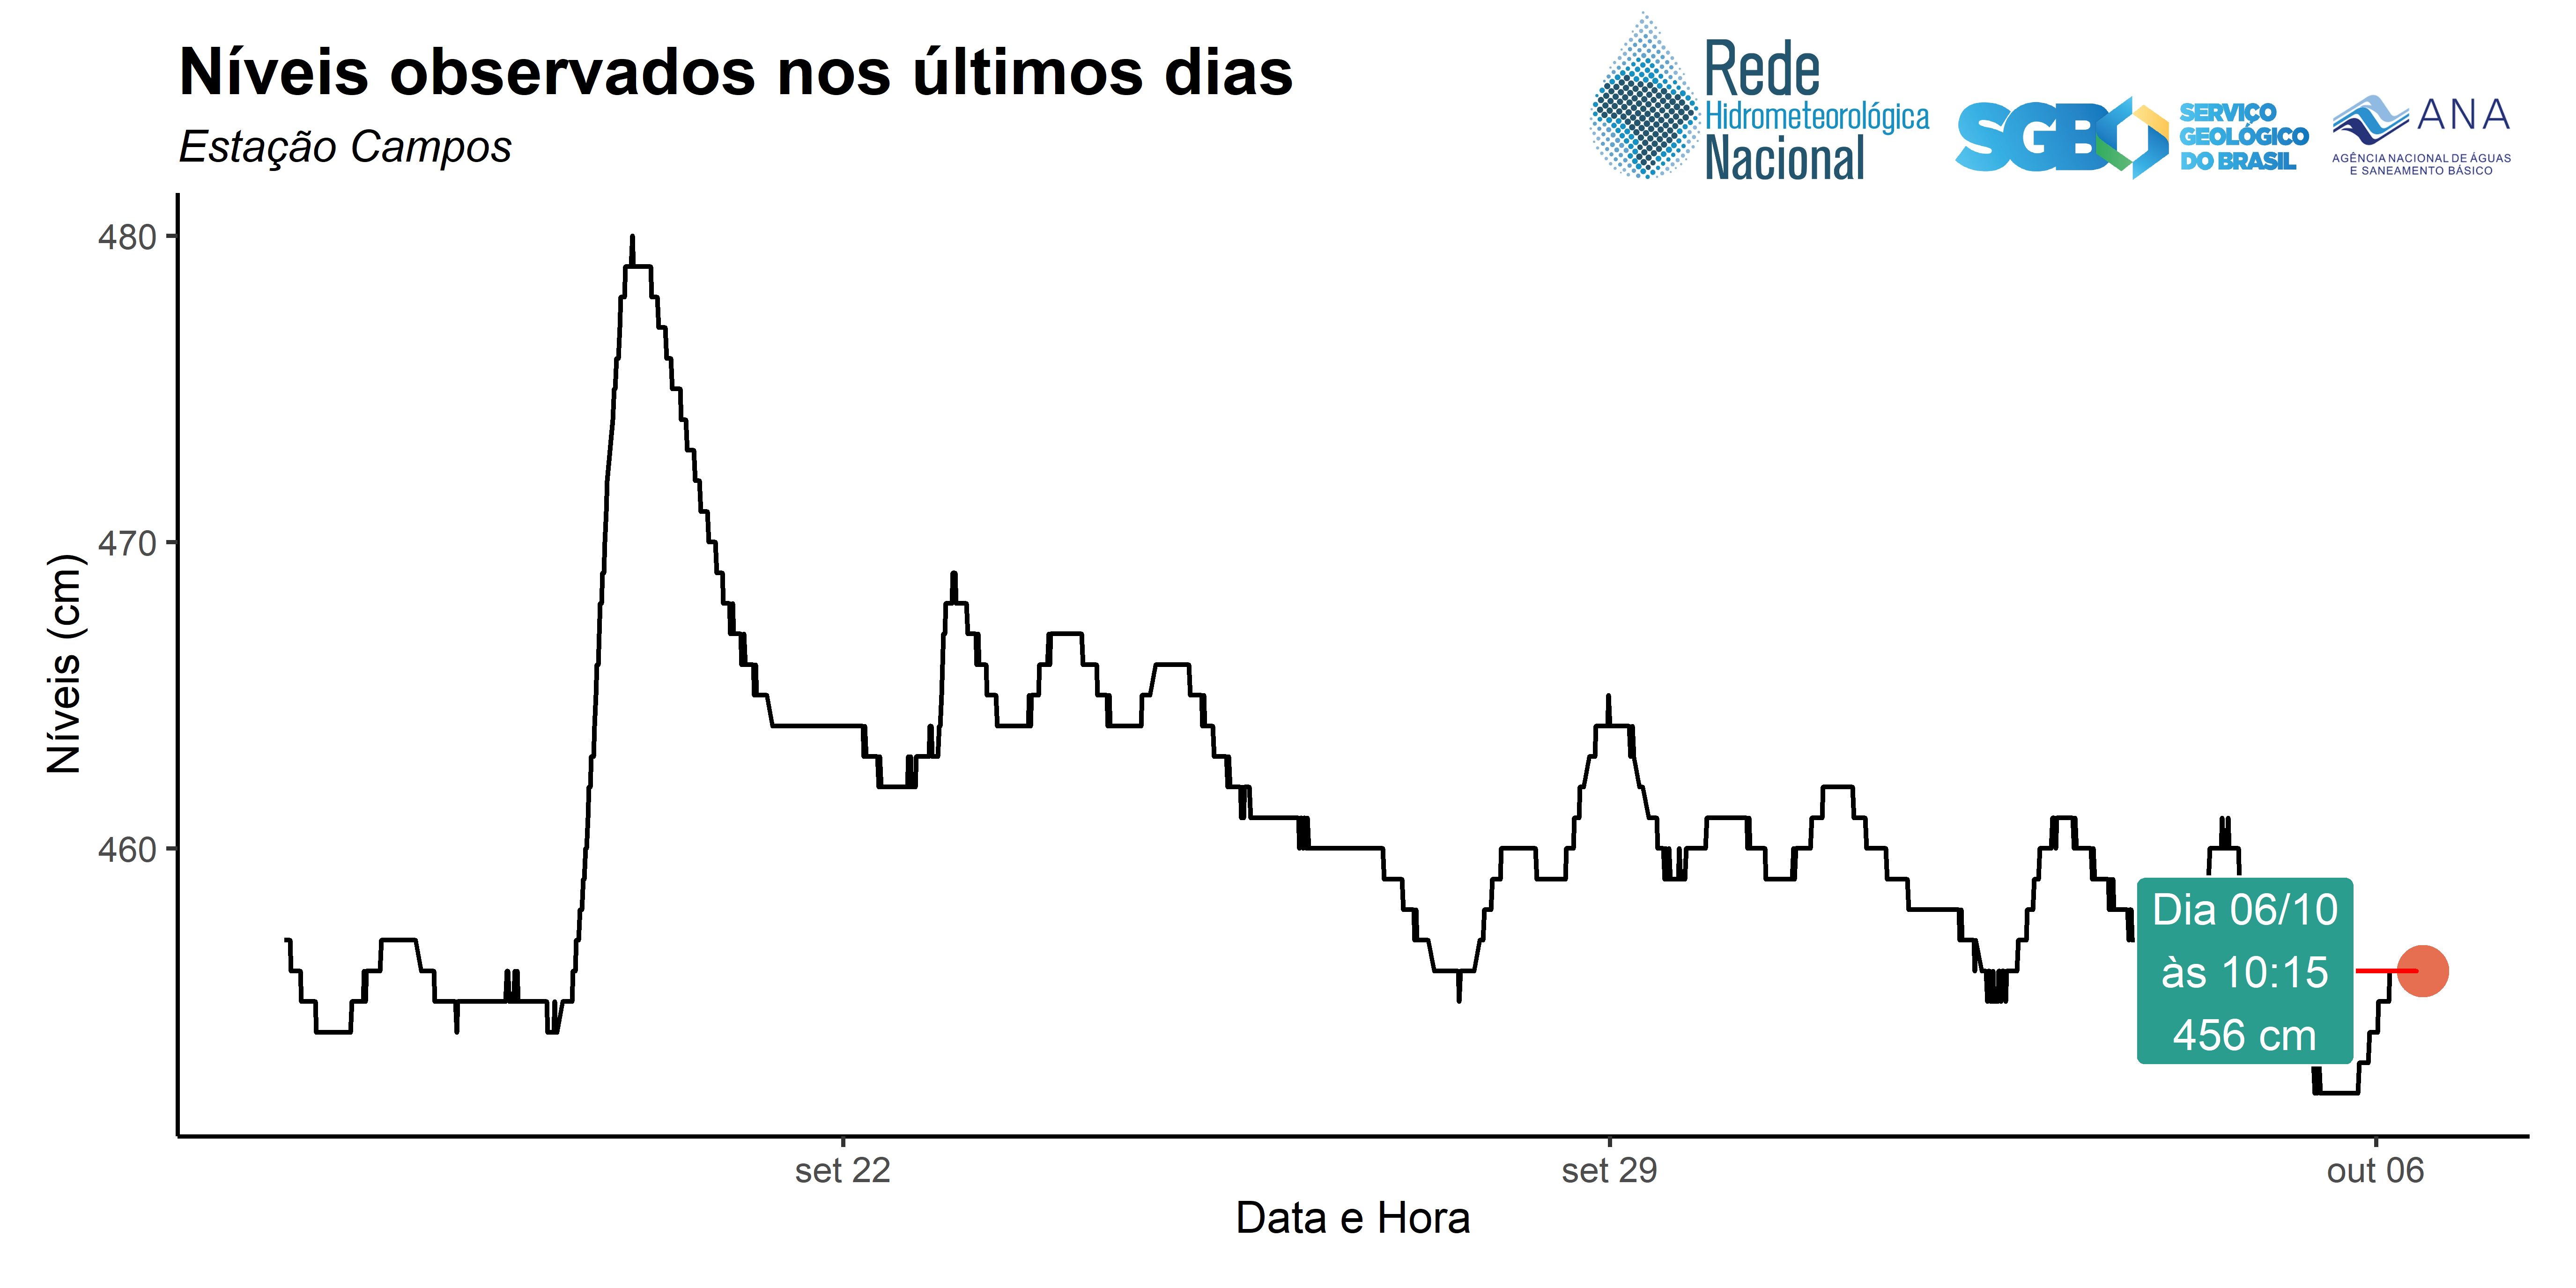 Níveis observados nos últimos dias
Estação Campos
Rede
Hidrometeorológica
Nacional
SGB
SERVIÇO
GEOLÓGICO
DO BRASIL
ANA
AGÊNCIA NACIONAL DE ÁGUAS
E SANEAMENTO BÁSICO
480
470
460
Níveis (cm)
Dia 06/10
às 10:15
456 cm
set 22
set 29
out 06
Data e Hora